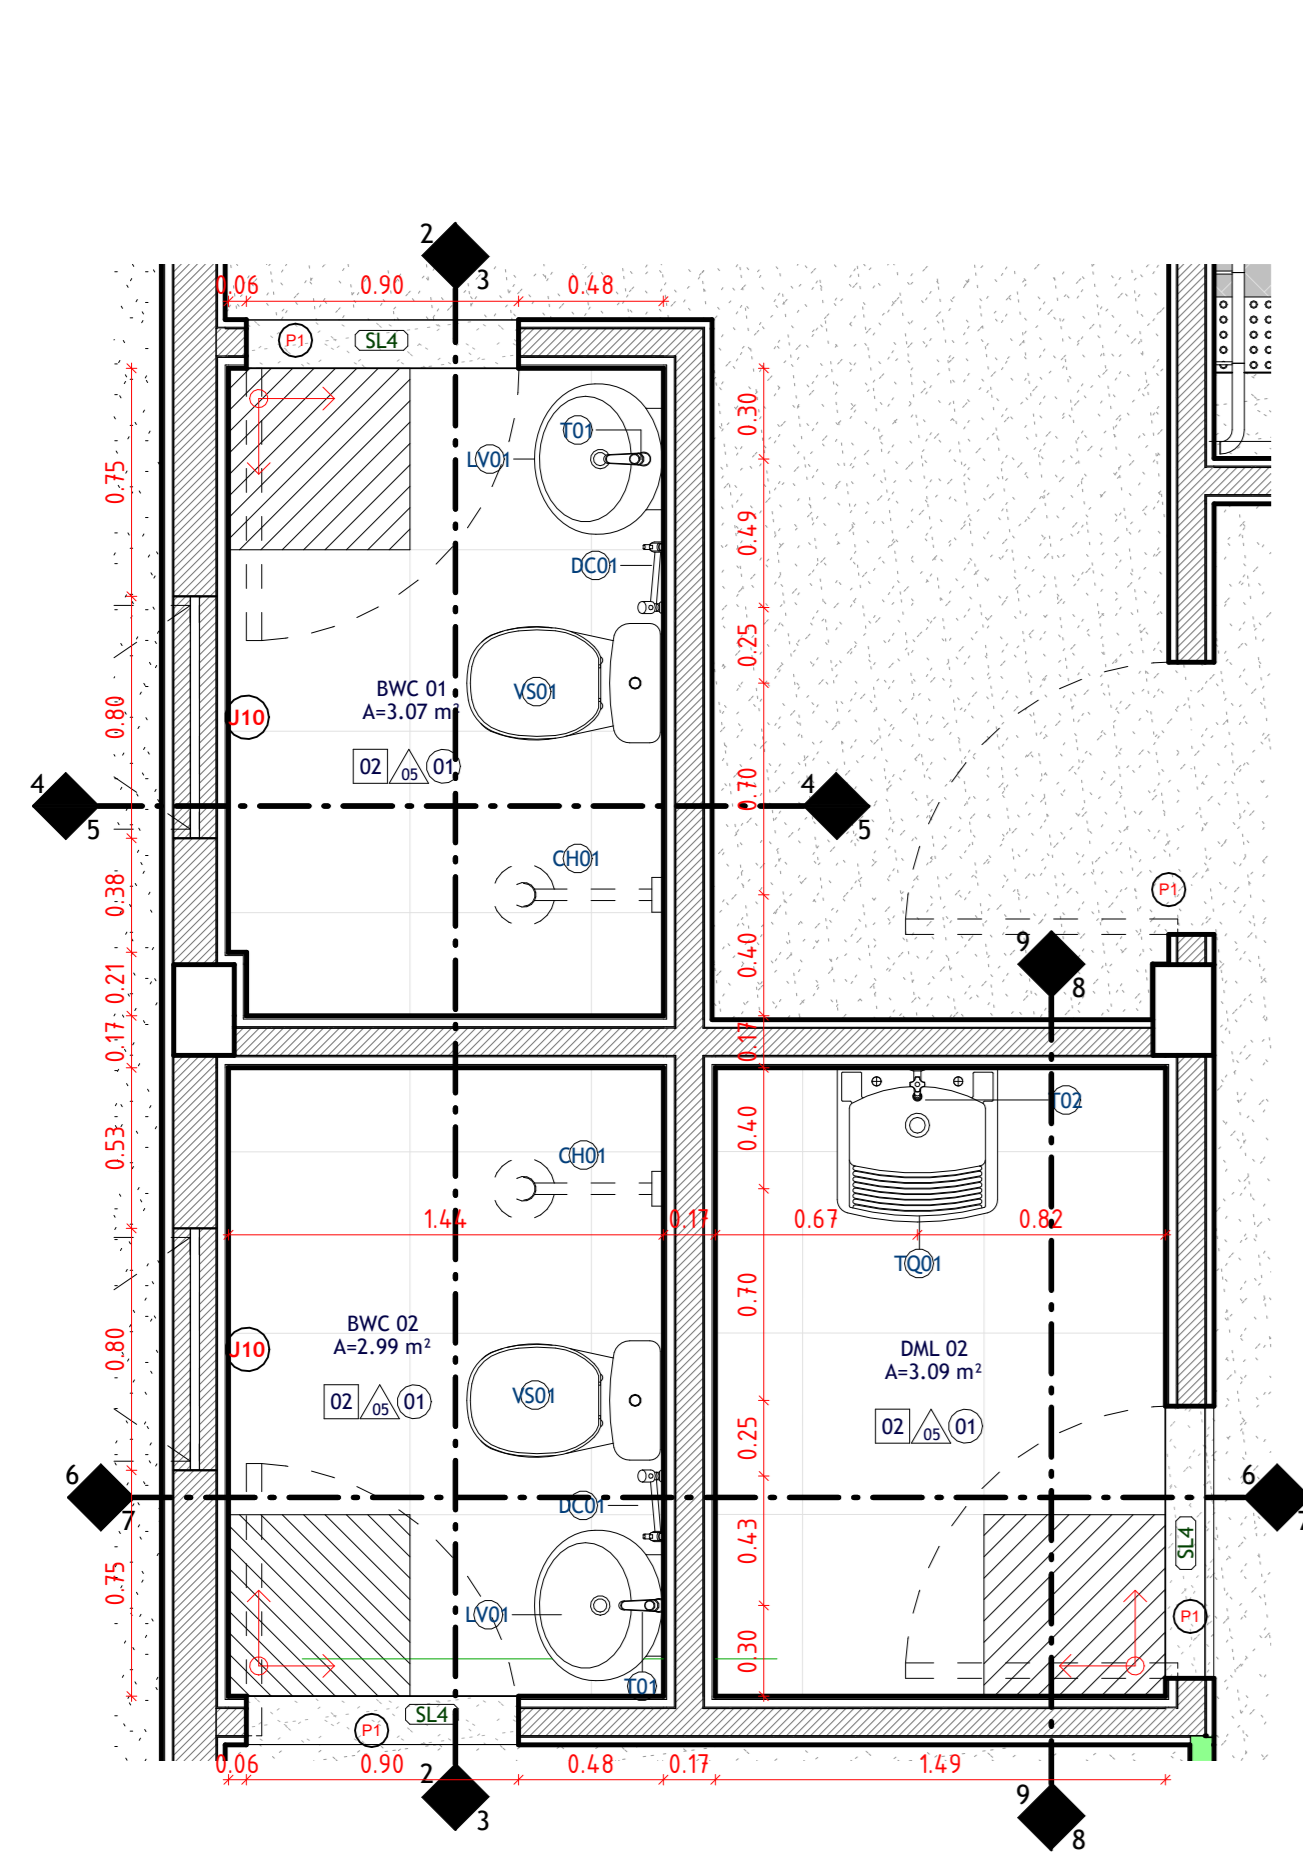 2
3
0.06
0.90
0.48
P1
SL4
T01
LV01
0.30
0.75
0.49
DC01
0.25
VS01
BWC 01
A=3.07 m²
J10
0.80
02
05
01
0.70
4
5
4
5
CH01
0.38
P1
0.40
9
8
0.21
0.17
0.17
T02
0.40
0.53
CH01
1.44
0.17
0.67
0.82
TQ01
0.70
BWC 02
A=2.99 m²
J10
0.80
DML 02
A=3.09 m²
02
05
01
02
05
01
0.25
6
7
6
7
DC01
0.43
SL4
0.75
LV01
P1
0.30
T01
SL4
P1
0.06
0.90
2
3
0.48
0.17
1.49
9
8